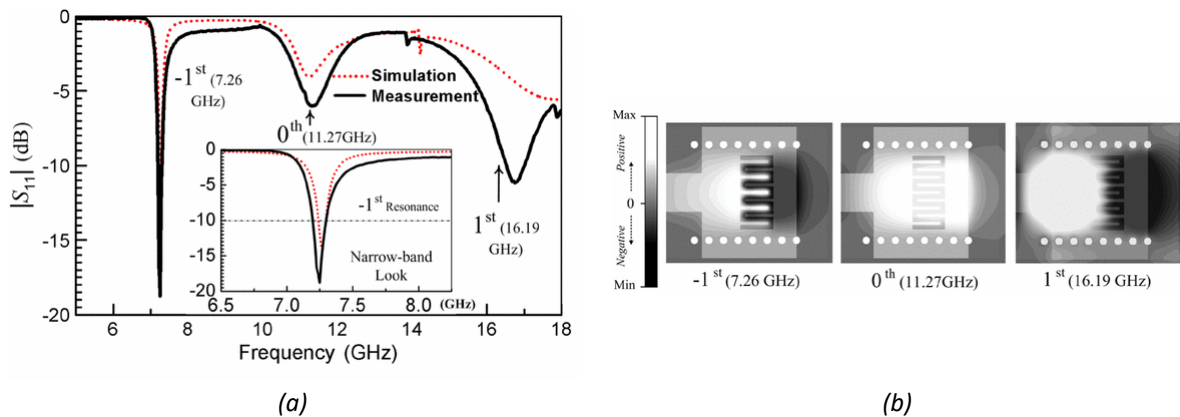 0
-5
-10
-15
-20
|S11| (dB)
6
8
10
12
14
16
18
Frequency (GHz)
-1st (7.26
GHz)
0th (11.27GHz)
1st (16.19
GHz)
Simulation
Measurement
0
-5
-10
-15
-20
6.5
7.0
7.5
8.0
(GHz)
-1st Resonance
Narrow-band
Look
(a)
Max
Positive
0
Negative
Min
-1st (7.26 GHz)
0th (11.27GHz)
1st (16.19 GHz)
(b)